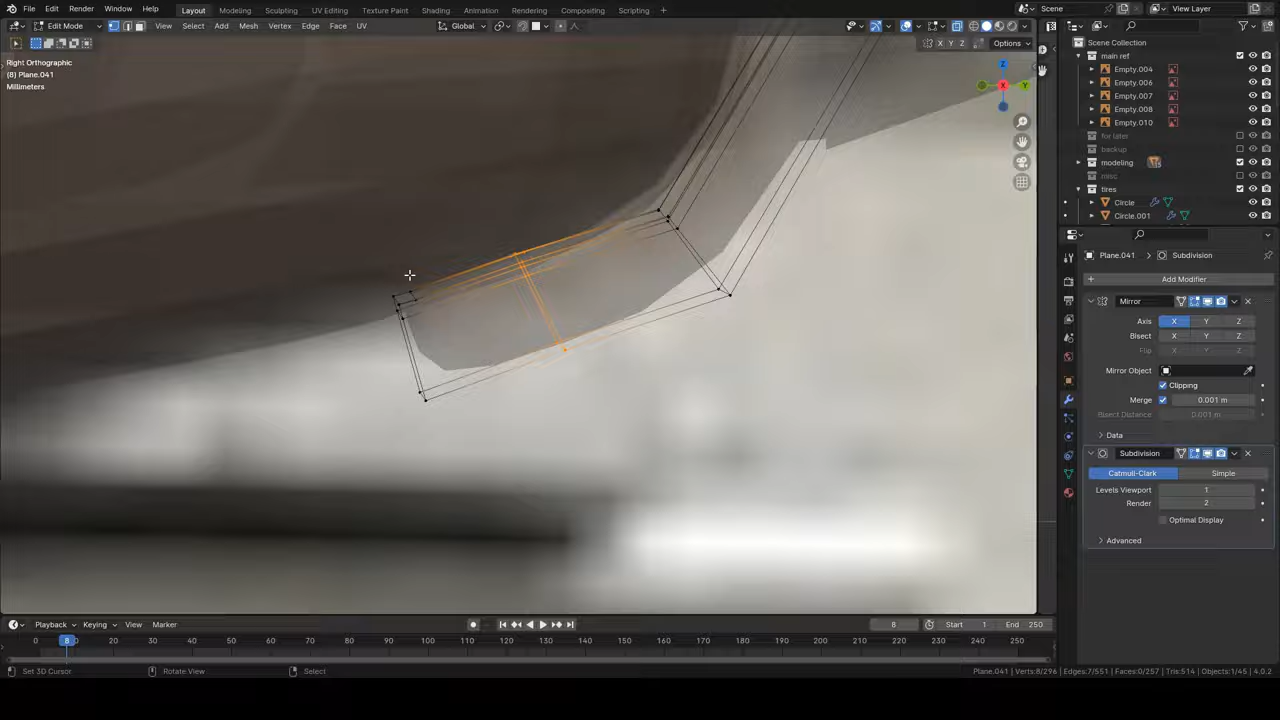 File Edit Render Window Help Layout Modeling Sculpting UV Editing Texture Paint Shading Animation Rendering Compositing Scripting + Scene View Layer
Edit Mode View Select Add Mesh Vertex Edge Face UV Global
X Y Z Options
Right Orthographic
(8) Plane.041
Millimeters
Z
X
Y
Scene Collection
main ref
Empty.004
Empty.006
Empty.007
Empty.008
Empty.010
for later
backup
modeling
misc
tires
Circle
Circle.001
Plane.041 Subdivision
Add Modifier
Mirror
Axis X Y Z
Bisect X Y Z
Flip X Y Z
Mirror Object
Clipping
Merge 0.001 m
Bisect Distance 0.001 m
Data
Subdivision
Catmull-Clark Simple
Levels Viewport 1
Render 2
Optimal Display
Advanced
Playback Keying View Marker 8 Start 1 End 250
0 8 20 30 40 50 60 70 80 90 100 110 120 130 140 150 160 170 180 190 200 210 220 230 240 250
Set 3D Cursor Rotate View Select Plane.041 | Verts:8/296 | Edges:7/551 | Faces:0/257 | Tris:514 | Objects:1/45 | 4.0.2